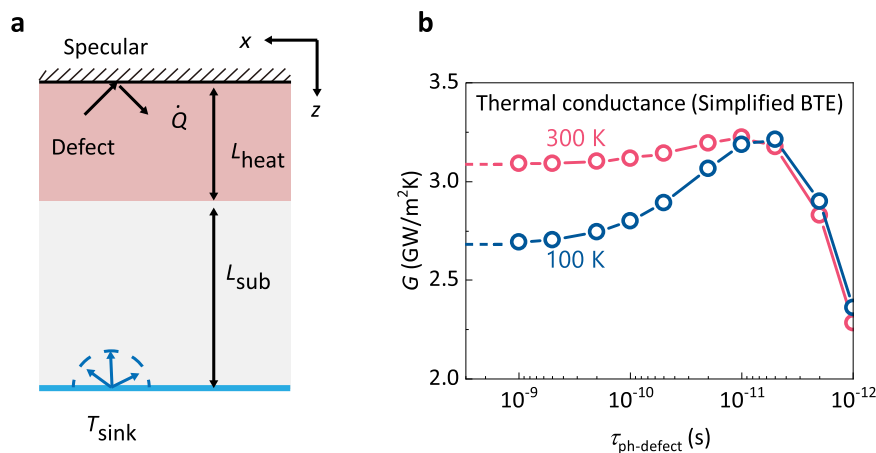 a
x
z
Specular
Q̇
Defect
L_heat
L_sub
T_sink
b
3.5
3.0
2.5
2.0
G (GW/m²K)
Thermal conductance (Simplified BTE)
300 K
100 K
10⁻⁹ 10⁻¹⁰ 10⁻¹¹ 10⁻¹²
τ_ph-defect (s)